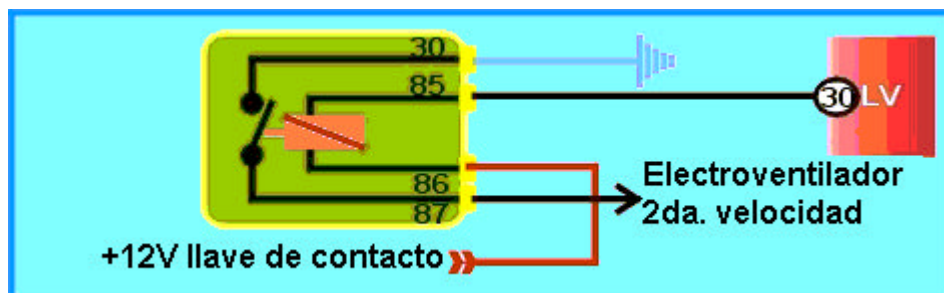 30
85
30 LV
Electroventilador
86
2da. velocidad
87
+12V llave de contacto